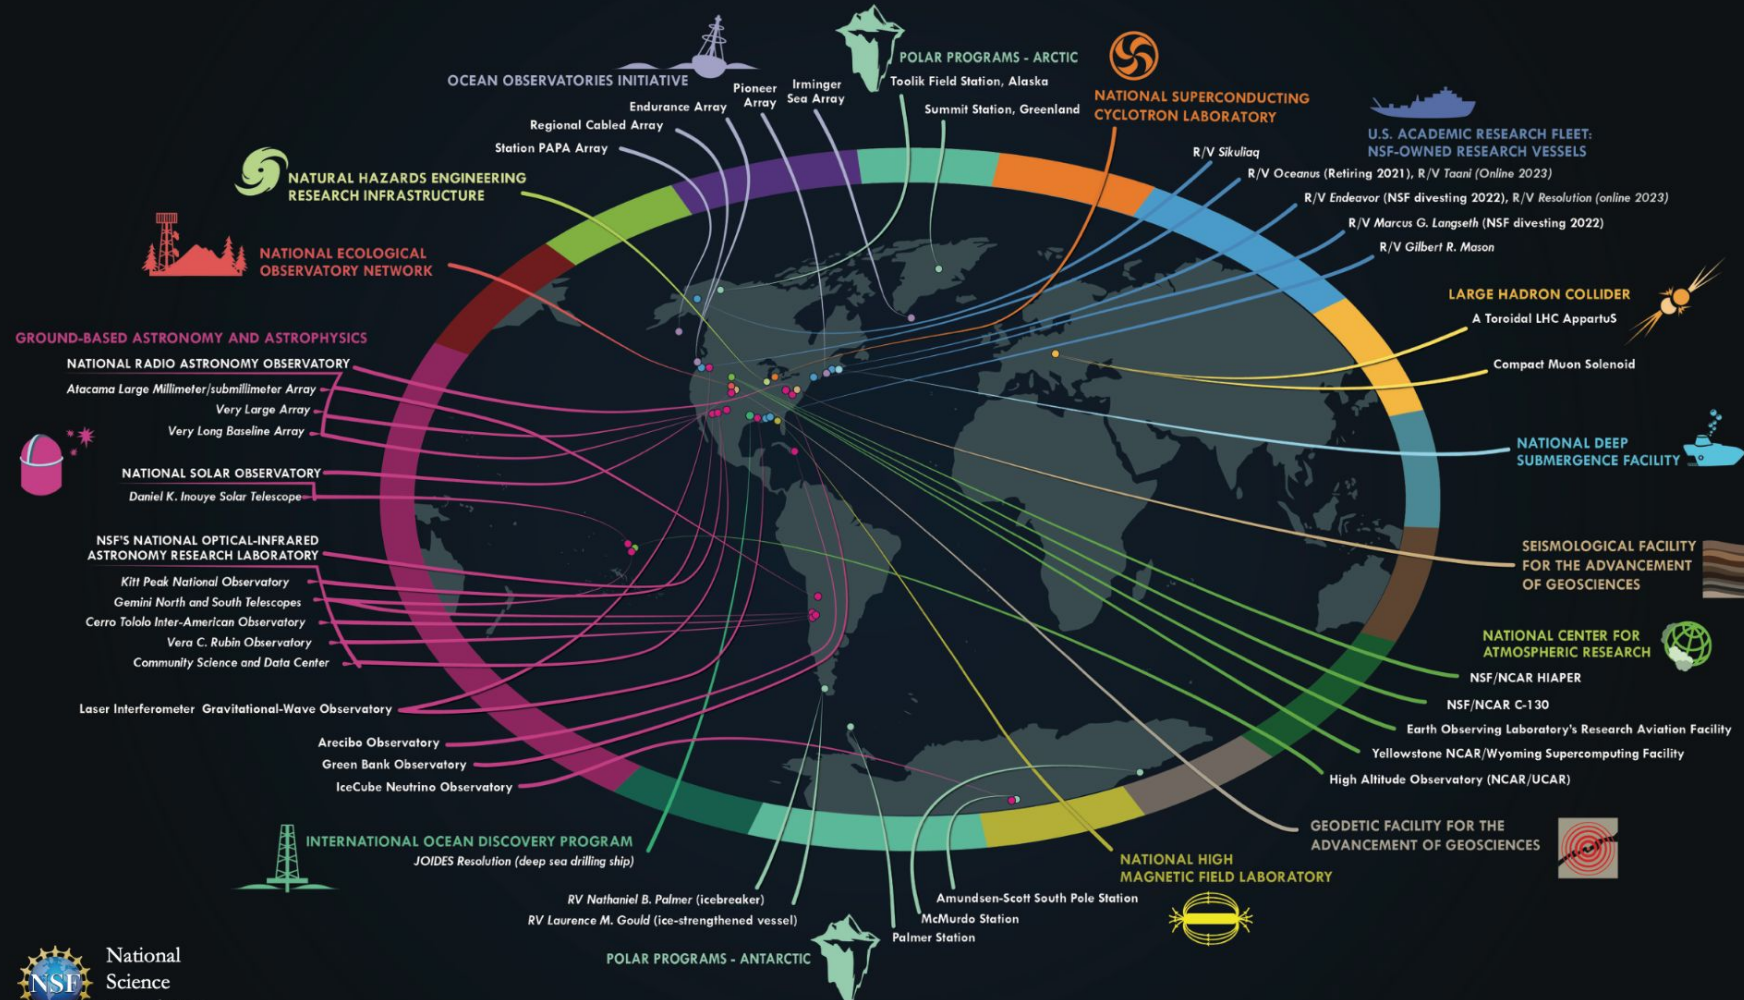 OCEAN OBSERVATORIES INITIATIVE
Station PAPA Array
Regional Cabled Array
Endurance Array
Pioneer
Array
Irminger
Sea Array
POLAR PROGRAMS - ARCTIC
Toolik Field Station, Alaska
Summit Station, Greenland
NATIONAL SUPERCONDUCTING
CYCLOTRON LABORATORY
U.S. ACADEMIC RESEARCH FLEET:
NSF-OWNED RESEARCH VESSELS
R/V Sikuliaq
R/V Oceanus (Retiring 2021), R/V Taani (Online 2023)
R/V Endeavor (NSF divesting 2022), R/V Resolution (online 2023)
R/V Marcus G. Langseth (NSF divesting 2022)
R/V Gilbert R. Mason
LARGE HADRON COLLIDER
A Toroidal LHC AppartuS
Compact Muon Solenoid
NATIONAL DEEP
SUBMERGENCE FACILITY
SEISMOLOGICAL FACILITY
FOR THE ADVANCEMENT
OF GEOSCIENCES
NATIONAL CENTER FOR
ATMOSPHERIC RESEARCH
NSF/NCAR HIAPER
NSF/NCAR C-130
Earth Observing Laboratory's Research Aviation Facility
Yellowstone NCAR/Wyoming Supercomputing Facility
High Altitude Observatory (NCAR/UCAR)
GEODETIC FACILITY FOR THE
ADVANCEMENT OF GEOSCIENCES
NATIONAL HIGH
MAGNETIC FIELD LABORATORY
Amundsen-Scott South Pole Station
McMurdo Station
Palmer Station
POLAR PROGRAMS - ANTARCTIC
RV Nathaniel B. Palmer (icebreaker)
RV Laurence M. Gould (ice-strengthened vessel)
INTERNATIONAL OCEAN DISCOVERY PROGRAM
JOIDES Resolution (deep sea drilling ship)
NATURAL HAZARDS ENGINEERING
RESEARCH INFRASTRUCTURE
NATIONAL ECOLOGICAL
OBSERVATORY NETWORK
GROUND-BASED ASTRONOMY AND ASTROPHYSICS
NATIONAL RADIO ASTRONOMY OBSERVATORY
Atacama Large Millimeter/submillimeter Array
Very Large Array
Very Long Baseline Array
NATIONAL SOLAR OBSERVATORY
Daniel K. Inouye Solar Telescope
NSF'S NATIONAL OPTICAL-INFRARED
ASTRONOMY RESEARCH LABORATORY
Kitt Peak National Observatory
Gemini North and South Telescopes
Cerro Tololo Inter-American Observatory
Vera C. Rubin Observatory
Community Science and Data Center
Laser Interferometer Gravitational-Wave Observatory
Arecibo Observatory
Green Bank Observatory
IceCube Neutrino Observatory
NSF
National
Science